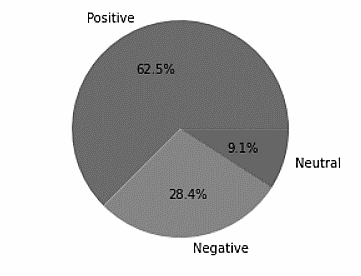 Positive
62.5%
9.1%
Neutral
28.4%
Negative